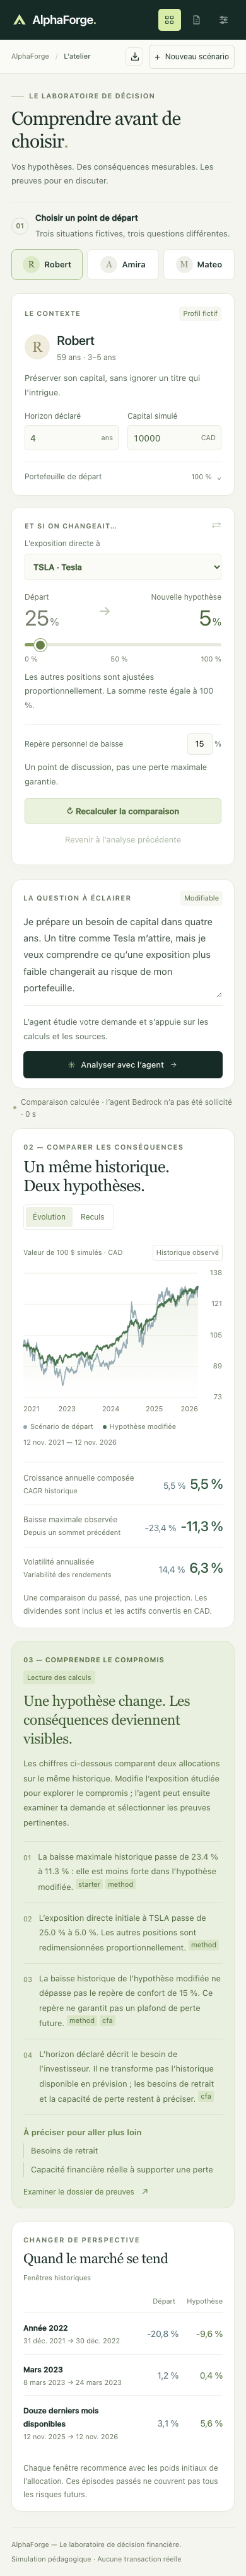 AlphaForge.
AlphaForge / L'atelier
+ Nouveau scénario
LE LABORATOIRE DE DÉCISION
Comprendre avant de
choisir.
Vos hypothèses. Des conséquences mesurables. Les
preuves pour en discuter.
01
Choisir un point de départ
Trois situations fictives, trois questions différentes.
R Robert
A Amira
M Mateo
LE CONTEXTE
Profil fictif
R
Robert
59 ans · 3–5 ans
Préserver son capital, sans ignorer un titre qui
l'intrigue.
Horizon déclaré
Capital simulé
4 ans
10000 CAD
Portefeuille de départ
100 %
ET SI ON CHANGEAIT…
L'exposition directe à
TSLA · Tesla
Départ
Nouvelle hypothèse
25%
→
5%
0 %
50 %
100 %
Les autres positions sont ajustées
proportionnellement. La somme reste égale à 100
%.
Repère personnel de baisse
15 %
Un point de discussion, pas une perte maximale
garantie.
↻ Recalculer la comparaison
Revenir à l'analyse précédente
LA QUESTION À ÉCLAIRER
Modifiable
Je prépare un besoin de capital dans quatre
ans. Un titre comme Tesla m'attire, mais je
veux comprendre ce qu'une exposition plus
faible changerait au risque de mon
portefeuille.
L'agent étudie votre demande et s'appuie sur les
calculs et les sources.
Analyser avec l'agent →
Comparaison calculée · l'agent Bedrock n'a pas été sollicité
· 0 s
02 — COMPARER LES CONSÉQUENCES
Un même historique.
Deux hypothèses.
Évolution
Reculs
Valeur de 100 $ simulés · CAD
Historique observé
138
121
105
89
73
2021
2023
2024
2025
2026
Scénario de départ
Hypothèse modifiée
12 nov. 2021 — 12 nov. 2026
Croissance annuelle composée
CAGR historique
5,5 % 5,5 %
Baisse maximale observée
Depuis un sommet précédent
-23,4 % -11,3 %
Volatilité annualisée
Variabilité des rendements
14,4 % 6,3 %
Une comparaison du passé, pas une projection. Les
dividendes sont inclus et les actifs convertis en CAD.
03 — COMPRENDRE LE COMPROMIS
Lecture des calculs
Une hypothèse change. Les
conséquences deviennent
visibles.
Les chiffres ci-dessous comparent deux allocations
sur le même historique. Modifie l'exposition étudiée
pour explorer le compromis ; l'agent peut ensuite
examiner ta demande et sélectionner les preuves
pertinentes.
01 La baisse maximale historique passe de 23.4 %
à 11.3 % : elle est moins forte dans l'hypothèse
modifiée. starter method
02 L'exposition directe initiale à TSLA passe de
25.0 % à 5.0 %. Les autres positions sont
redimensionnées proportionnellement. method
03 La baisse historique de l'hypothèse modifiée ne
dépasse pas le repère de confort de 15 %. Ce
repère ne garantit pas un plafond de perte
future. method cfa
04 L'horizon déclaré décrit le besoin de
l'investisseur. Il ne transforme pas l'historique
disponible en prévision ; les besoins de retrait
et la capacité de perte restent à préciser. cfa
À préciser pour aller plus loin
Besoins de retrait
Capacité financière réelle à supporter une perte
Examiner le dossier de preuves ↗
CHANGER DE PERSPECTIVE
Quand le marché se tend
Fenêtres historiques
Départ Hypothèse
Année 2022
31 déc. 2021 → 30 déc. 2022
-20,8 % -9,6 %
Mars 2023
8 mars 2023 → 24 mars 2023
1,2 % 0,4 %
Douze derniers mois
disponibles
12 nov. 2025 → 12 nov. 2026
3,1 % 5,6 %
Chaque fenêtre recommence avec les poids initiaux de
l'allocation. Ces épisodes passés ne couvrent pas tous
les risques futurs.
AlphaForge — Le laboratoire de décision financière.
Simulation pédagogique · Aucune transaction réelle